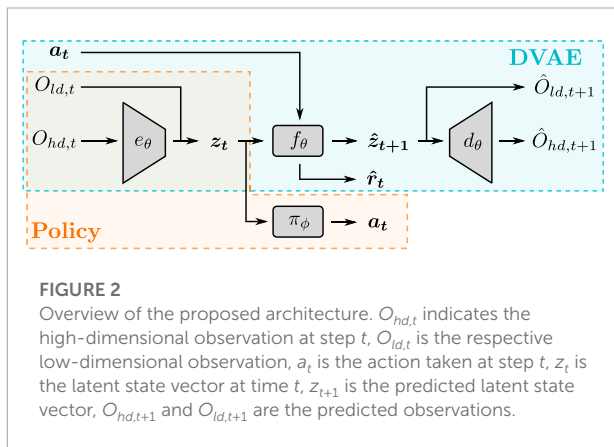 a_t
DVAE
O_{ld,t}
Ô_{ld,t+1}
O_{hd,t} e_θ z_t f_θ ẑ_{t+1} d_θ Ô_{hd,t+1}
r̂_t
Policy π_ϕ a_t
FIGURE 2
Overview of the proposed architecture. O_{hd,t} indicates the
high-dimensional observation at step t, O_{ld,t} is the respective
low-dimensional observation, a_t is the action taken at step t, z_t is
the latent state vector at time t, z_{t+1} is the predicted latent state
vector, O_{hd,t+1} and O_{ld,t+1} are the predicted observations.